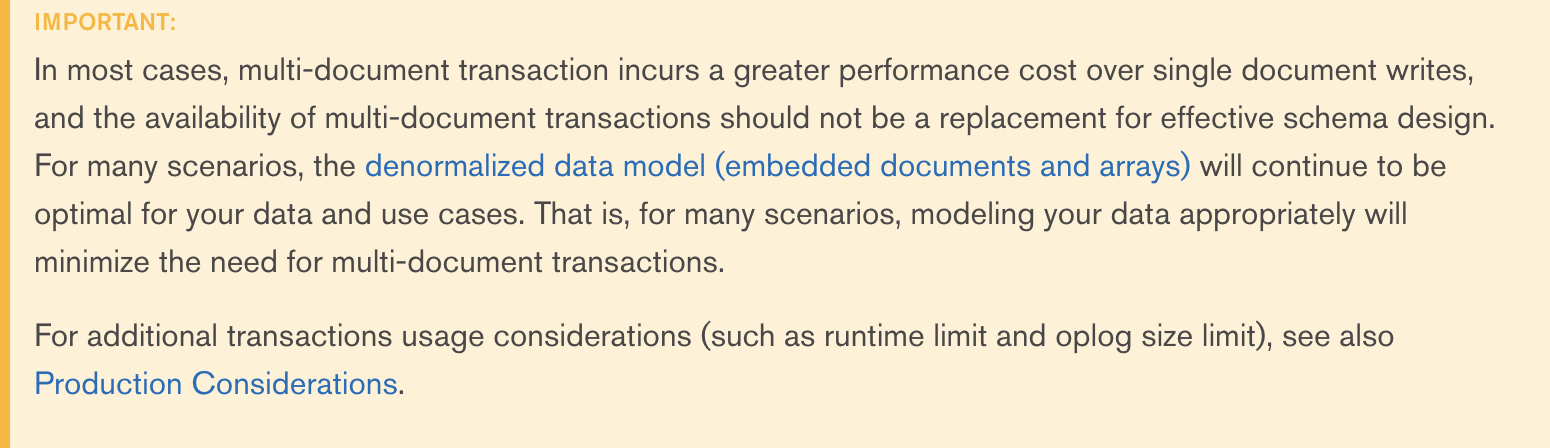 IMPORTANT:
In most cases, multi-document transaction incurs a greater performance cost over single document writes,
and the availability of multi-document transactions should not be a replacement for effective schema design.
For many scenarios, the denormalized data model (embedded documents and arrays) will continue to be
optimal for your data and use cases. That is, for many scenarios, modeling your data appropriately will
minimize the need for multi-document transactions.
For additional transactions usage considerations (such as runtime limit and oplog size limit), see also
Production Considerations.